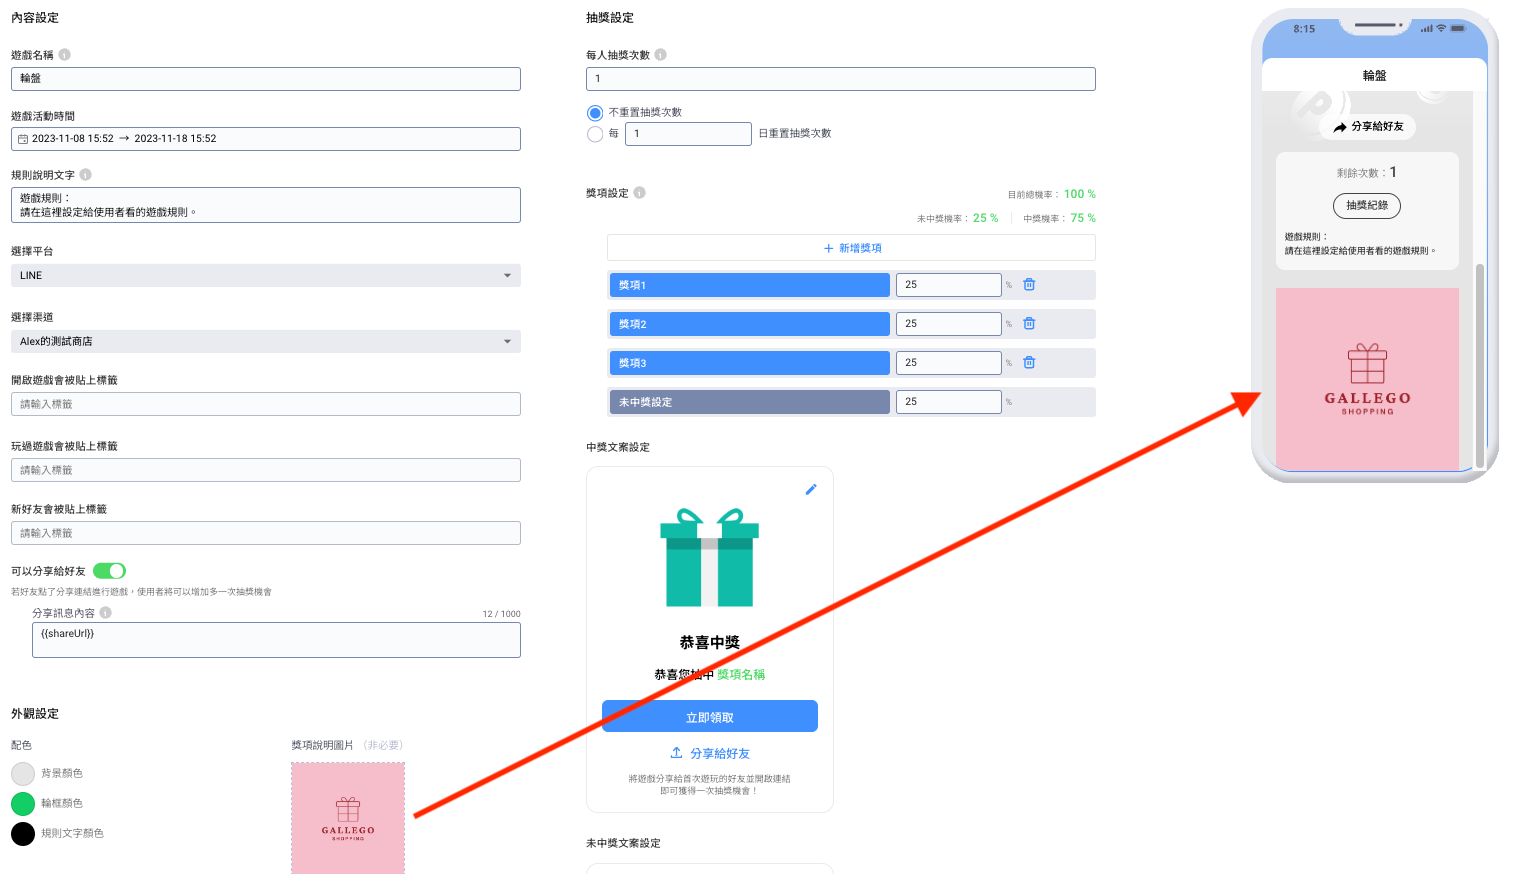 內容設定
遊戲名稱
輪盤
遊戲活動時間
2023-11-08 15:52 → 2023-11-18 15:52
規則說明文字
遊戲規則：
請在這裡設定給使用者看的遊戲規則。
選擇平台
LINE
選擇渠道
Alex的測試商店
開啟遊戲會被貼上標籤
請輸入標籤
玩過遊戲會被貼上標籤
請輸入標籤
新好友會被貼上標籤
請輸入標籤
可以分享給好友
若好友點了分享連結進行遊戲，使用者將可以增加多一次抽獎機會
分享訊息內容
12 / 1000
{{shareUrl}}
外觀設定
配色
背景顏色
輪框顏色
規則文字顏色
獎項說明圖片 （非必要）
GALLEGO
SHOPPING
抽獎設定
每人抽獎次數
1
不重置抽獎次數
每 1 日重置抽獎次數
獎項設定
目前總機率： 100 %
未中獎機率： 25 % 中獎機率： 75 %
+ 新增獎項
獎項1 25 %
獎項2 25 %
獎項3 25 %
未中獎設定 25 %
中獎文案設定
恭喜中獎
恭喜您抽中 獎項名稱
立即領取
分享給好友
將遊戲分享給首次遊玩的好友並開啟連結
即可獲得一次抽獎機會！
未中獎文案設定
8:15
輪盤
分享給好友
剩餘次數：1
抽獎紀錄
遊戲規則：
請在這裡設定給使用者看的遊戲規則。
GALLEGO
SHOPPING